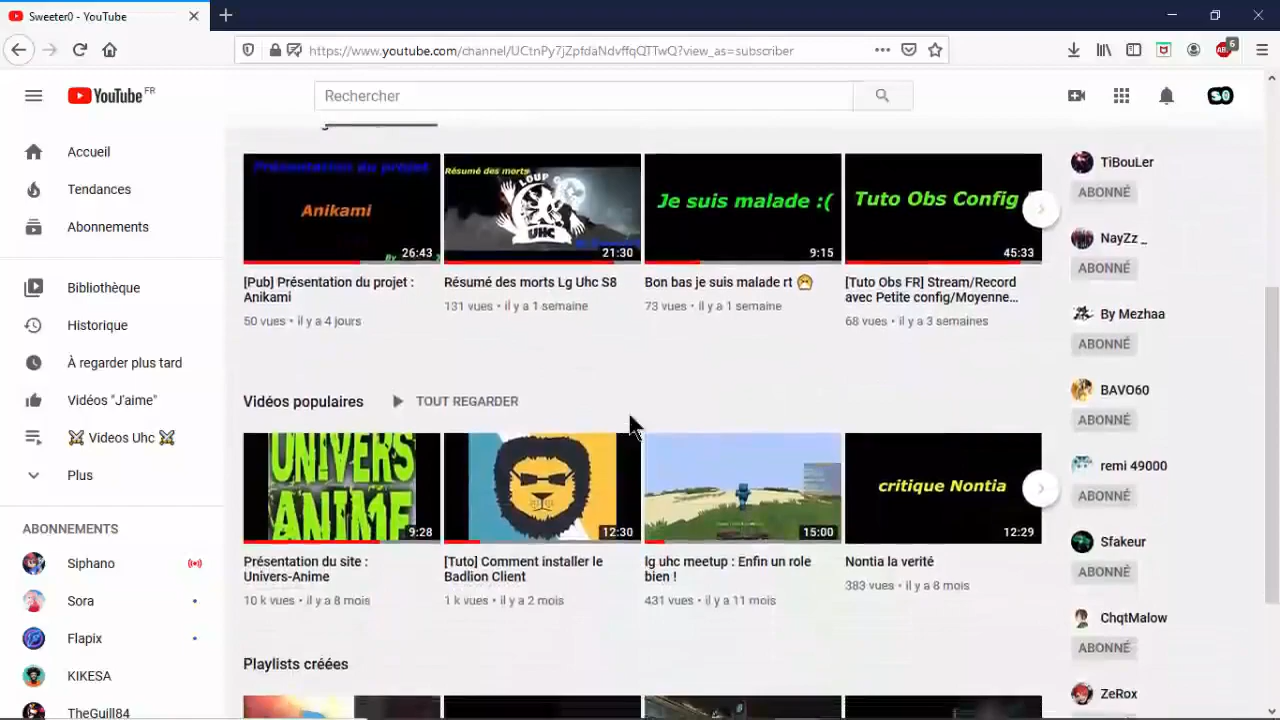 Sweeter0 - YouTube
https://www.youtube.com/channel/UCtnPy7jZpfdaNdvffqQTTwQ?view_as=subscriber
6
YouTube FR
Rechercher
s0
Accueil
Tendances
Abonnements
Bibliothèque
Historique
À regarder plus tard
Vidéos "J'aime"
Videos Uhc
Plus
ABONNEMENTS
Siphano
Sora
Flapix
KIKESA
TheGuill84
Présentation du projet
Anikami
By
26:43
Résumé des morts
LOUP G
UHC
21:30
Je suis malade :(
9:15
Tuto Obs Config
45:33
[Pub] Présentation du projet :
Anikami
50 vues • il y a 4 jours
Résumé des morts Lg Uhc S8
131 vues • il y a 1 semaine
Bon bas je suis malade rt 😷
73 vues • il y a 1 semaine
[Tuto Obs FR] Stream/Record
avec Petite config/Moyenne...
68 vues • il y a 3 semaines
Vidéos populaires
TOUT REGARDER
UNIVERS
ANIME
9:28
12:30
15:00
critique Nontia
12:29
Présentation du site :
Univers-Anime
10 k vues • il y a 8 mois
[Tuto] Comment installer le
Badlion Client
1 k vues • il y a 2 mois
lg uhc meetup : Enfin un role
bien !
431 vues • il y a 11 mois
Nontia la verité
383 vues • il y a 8 mois
Playlists créées
TiBouLer
ABONNÉ
NayZz _
ABONNÉ
By Mezhaa
ABONNÉ
BAVO60
ABONNÉ
remi 49000
ABONNÉ
Sfakeur
ABONNÉ
ChqtMalow
ABONNÉ
ZeRox